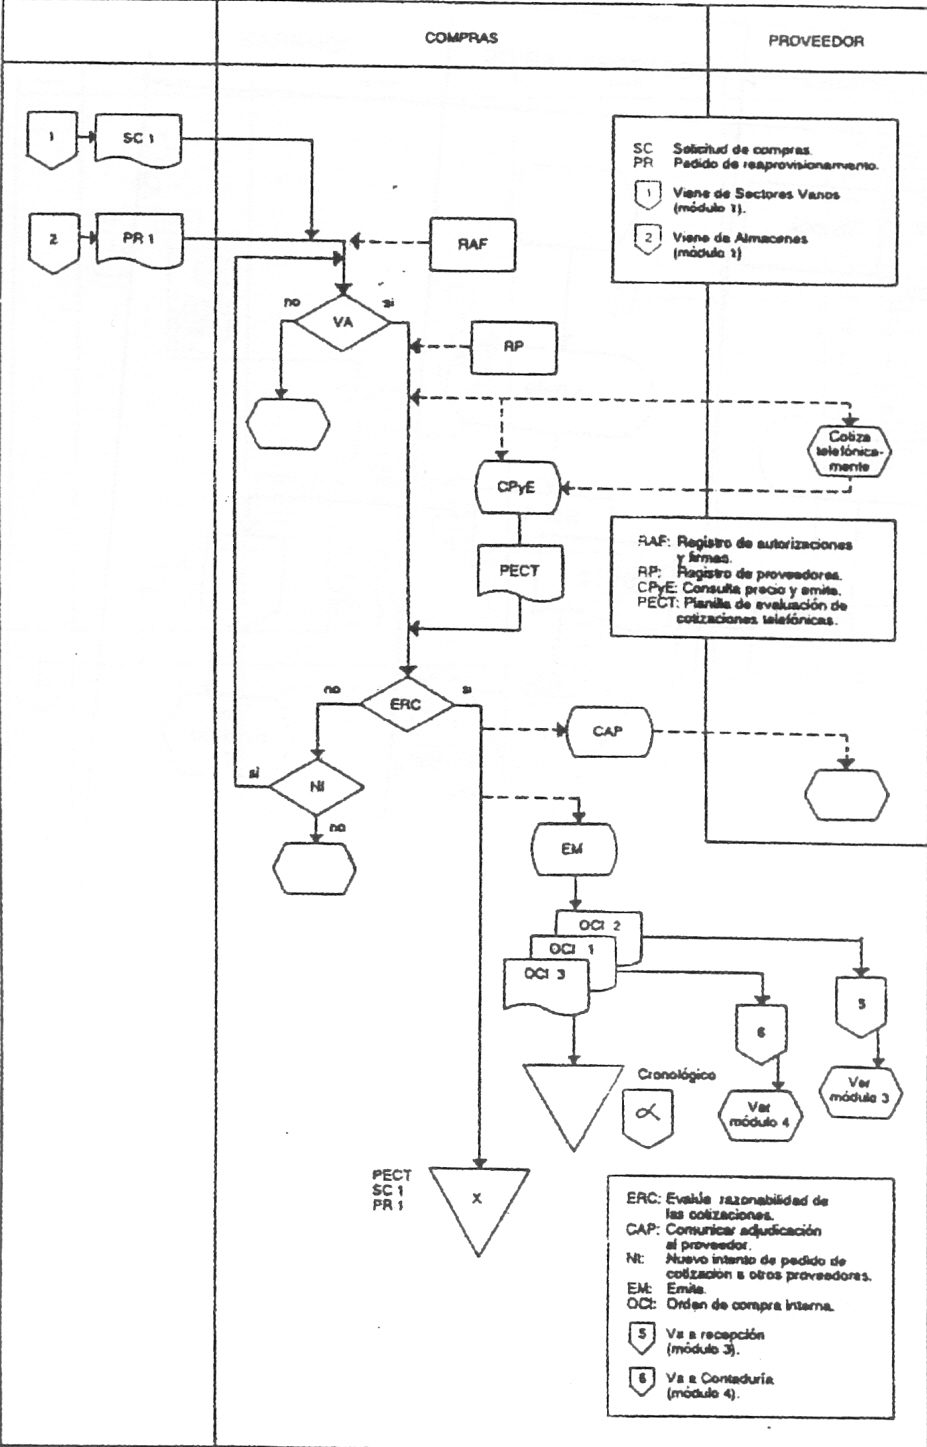 COMPRAS
PROVEEDOR
1
SC 1
SC Solicitud de compras.
PR Pedido de reaprovisionamiento.
1 Viene de Sectores Varios
(módulo 1).
2 Viene de Almacenes
(módulo 1)
2
PR 1
RAF
no
si
VA
RP
Cotiza
telefónica-
mente
CPyE
PECT
RAF: Registro de autorizaciones
y firmas.
RP: Registro de proveedores.
CPyE: Consulta precio y emite.
PECT: Planilla de evaluación de
cotizaciones telefónicas.
no
si
ERC
CAP
si
NI
no
EM
OCI 2
OCI 1
OCI 3
5
6
Cronológico
α
Ver
módulo 4
Ver
módulo 3
PECT
SC 1
PR 1
X
ERC: Evalúa razonabilidad de
las cotizaciones.
CAP: Comunicar adjudicación
al proveedor.
NI: Nuevo intento de pedido de
cotización a otros proveedores.
EM: Emite.
OCI: Orden de compra interna.
5 Va a recepción
(módulo 3).
6 Va a Contaduría
(módulo 4).